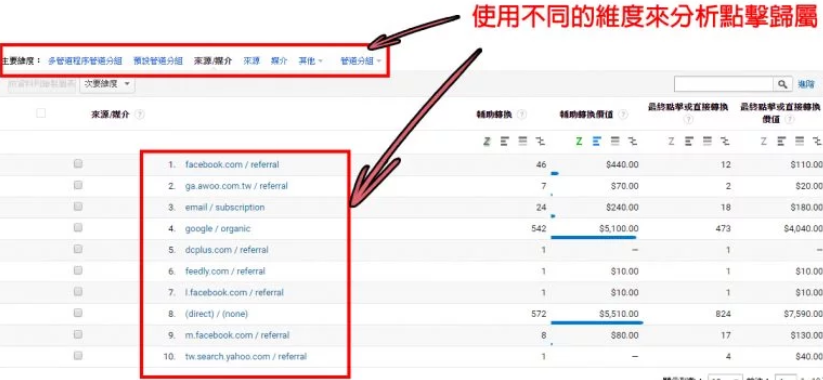 使用不同的維度來分析點擊歸屬
主要維度： 多管道程序管道分組 預設管道分組 來源/媒介 來源 媒介 其他 管道分組
次要維度 進階
來源/媒介 輔助轉換 輔助轉換價值 最終點擊或直接轉換 最終點擊或直接轉換價值
1. facebook.com / referral 46 $440.00 12 $110.00
2. ga.awoo.com.tw / referral 7 $70.00 2 $20.00
3. email / subscription 24 $240.00 18 $180.00
4. google / organic 542 $5,100.00 473 $4,040.00
5. dcplus.com / referral 1 – 1 –
6. feedly.com / referral 1 $10.00 1 $10.00
7. l.facebook.com / referral 1 $10.00 1 $10.00
8. (direct) / (none) 572 $5,510.00 824 $7,590.00
9. m.facebook.com / referral 8 $80.00 17 $130.00
10. tw.search.yahoo.com / referral 1 – 4 $40.00